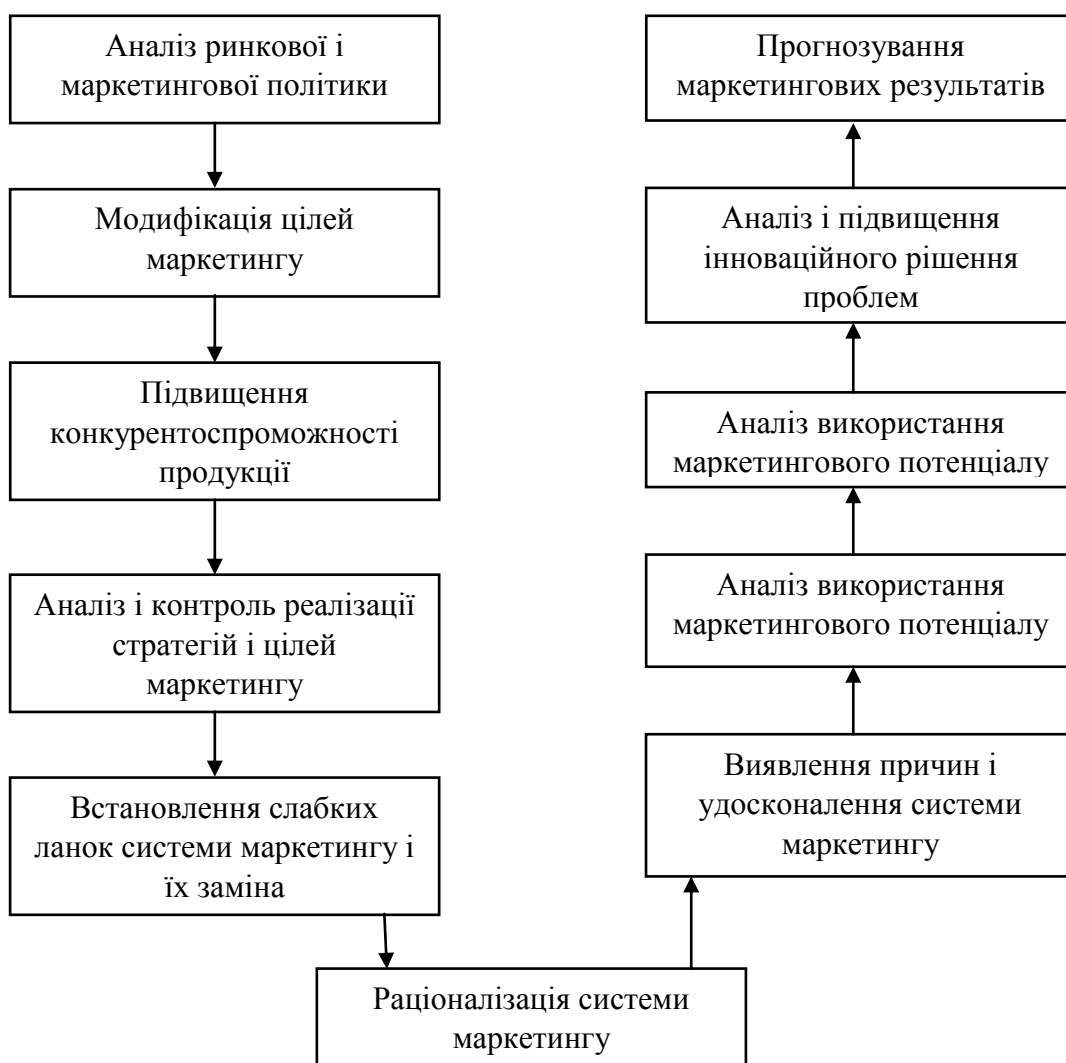 Аналіз ринкової і
маркетингової політики
Модифікація цілей
маркетингу
Підвищення
конкурентоспроможності
продукції
Аналіз і контроль реалізації
стратегій і цілей
маркетингу
Встановлення слабких
ланок системи маркетингу і
їх заміна
Раціоналізація системи
маркетингу
Виявлення причин і
удосконалення системи
маркетингу
Аналіз використання
маркетингового потенціалу
Аналіз використання
маркетингового потенціалу
Аналіз і підвищення
інноваційного рішення
проблем
Прогнозування
маркетингових результатів